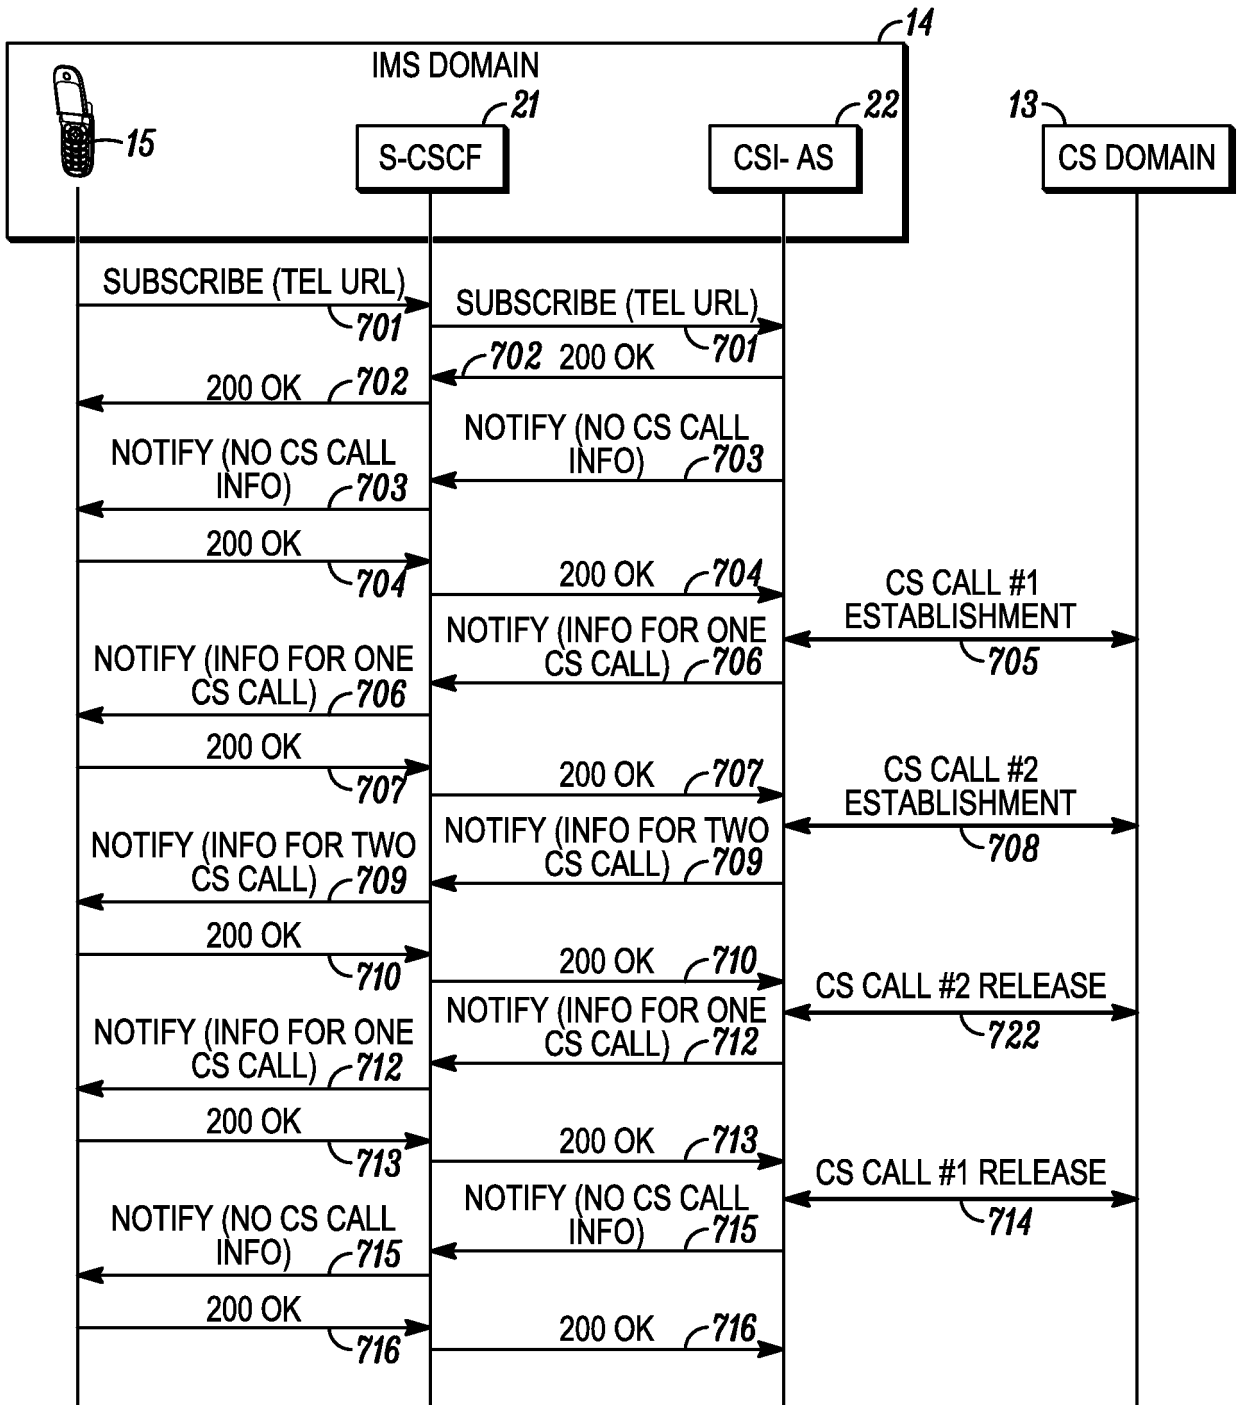 14
IMS DOMAIN
21
22
13
15
S-CSCF
CSI- AS
CS DOMAIN
SUBSCRIBE (TEL URL)
701
SUBSCRIBE (TEL URL)
701
702 200 OK
200 OK 702
NOTIFY (NO CS CALL
INFO) 703
NOTIFY (NO CS CALL
INFO) 703
200 OK
704
200 OK 704
CS CALL #1
ESTABLISHMENT
705
NOTIFY (INFO FOR ONE
CS CALL) 706
NOTIFY (INFO FOR ONE
CS CALL) 706
200 OK
707
200 OK 707
CS CALL #2
ESTABLISHMENT
708
NOTIFY (INFO FOR TWO
CS CALL) 709
NOTIFY (INFO FOR TWO
CS CALL) 709
200 OK
710
200 OK 710
CS CALL #2 RELEASE
722
NOTIFY (INFO FOR ONE
CS CALL) 712
NOTIFY (INFO FOR ONE
CS CALL) 712
200 OK
713
200 OK 713
CS CALL #1 RELEASE
714
NOTIFY (NO CS CALL
INFO) 715
NOTIFY (NO CS CALL
INFO) 715
200 OK
716
200 OK 716